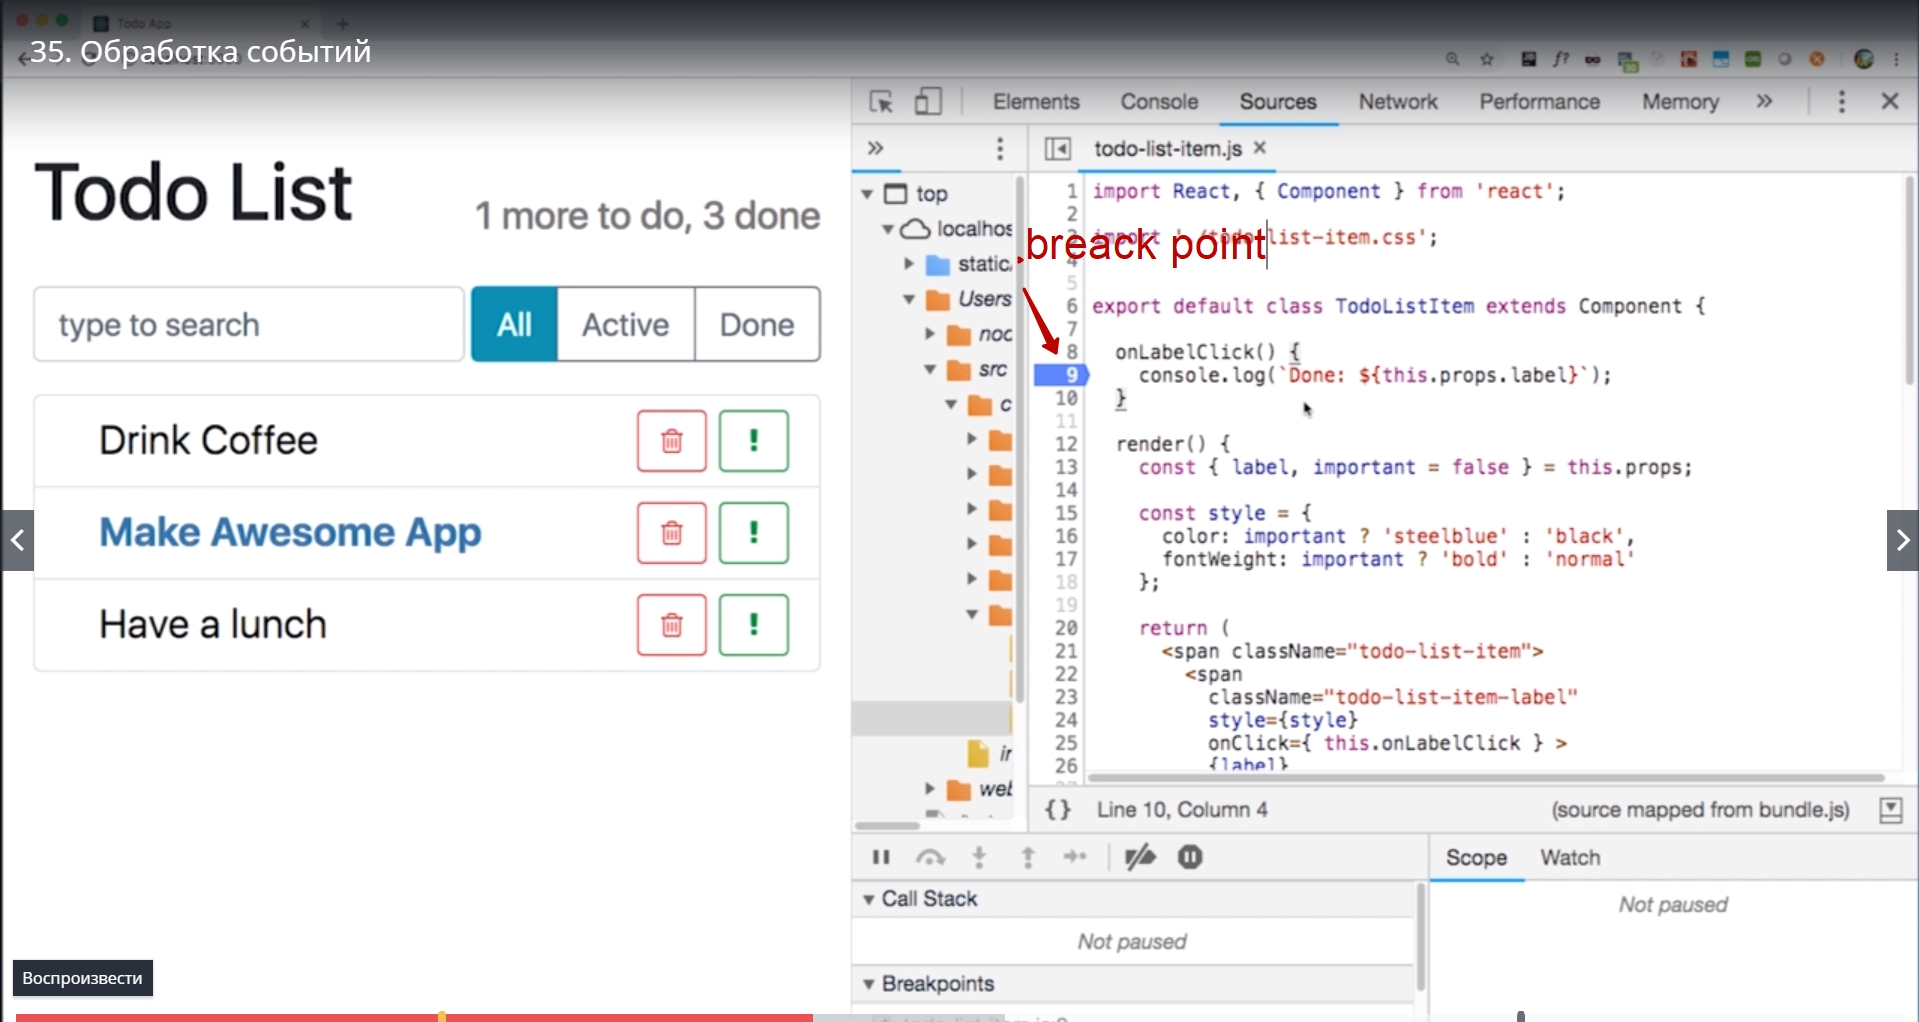 Todo App
35. Обработка событий
Elements Console Sources Network Performance Memory
todo-list-item.js
Todo List
1 more to do, 3 done
type to search
All Active Done
Drink Coffee
Make Awesome App
Have a lunch
top
localhos
static
Users
noc
src
c
ir
wel
breack point
1 import React, { Component } from 'react';
2
3 import './todo-list-item.css';
4
5
6 export default class TodoListItem extends Component {
7
8 onLabelClick() {
9 console.log(`Done: ${this.props.label}`);
10 }
11
12 render() {
13 const { label, important = false } = this.props;
14
15 const style = {
16 color: important ? 'steelblue' : 'black',
17 fontWeight: important ? 'bold' : 'normal'
18 };
19
20 return (
21 <span className="todo-list-item">
22 <span
23 className="todo-list-item-label"
24 style={style}
25 onClick={ this.onLabelClick } >
26 {label}
{} Line 10, Column 4 (source mapped from bundle.js)
Scope Watch
Call Stack
Not paused
Not paused
Breakpoints
Воспроизвести